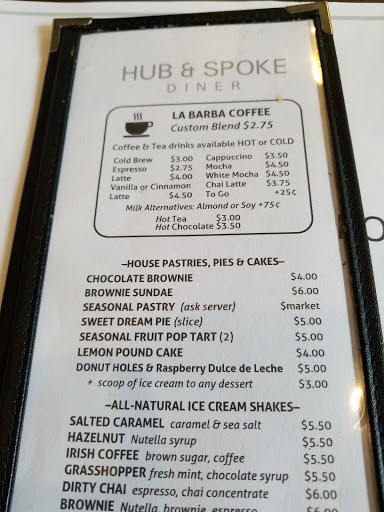 HUB & SPOKE
DINER
LA BARBA COFFEE
Custom Blend $2.75
Coffee & Tea drinks available HOT or COLD
Cold Brew $3.00 Cappuccino $3.50
Espresso $2.75 Mocha $4.50
Latte $4.00 White Mocha $4.50
Vanilla or Cinnamon Chai Latte $3.75
Latte $4.50 To Go +25¢
Milk Alternatives: Almond or Soy +75¢
Hot Tea $3.00
Hot Chocolate $3.50
–HOUSE PASTRIES, PIES & CAKES–
CHOCOLATE BROWNIE $4.00
BROWNIE SUNDAE $6.00
SEASONAL PASTRY (ask server) $market
SWEET DREAM PIE (slice) $5.00
SEASONAL FRUIT POP TART (2) $5.00
LEMON POUND CAKE $4.00
DONUT HOLES & Raspberry Dulce de Leche $5.00
+ scoop of ice cream to any dessert $3.00
–ALL-NATURAL ICE CREAM SHAKES–
SALTED CARAMEL caramel & sea salt $5.50
HAZELNUT Nutella syrup $5.50
IRISH COFFEE brown sugar, coffee $5.50
GRASSHOPPER fresh mint, chocolate syrup $5.50
DIRTY CHAI espresso, chai concentrate $6.00
BROWNIE Nutella, brownie, espresso $6.00